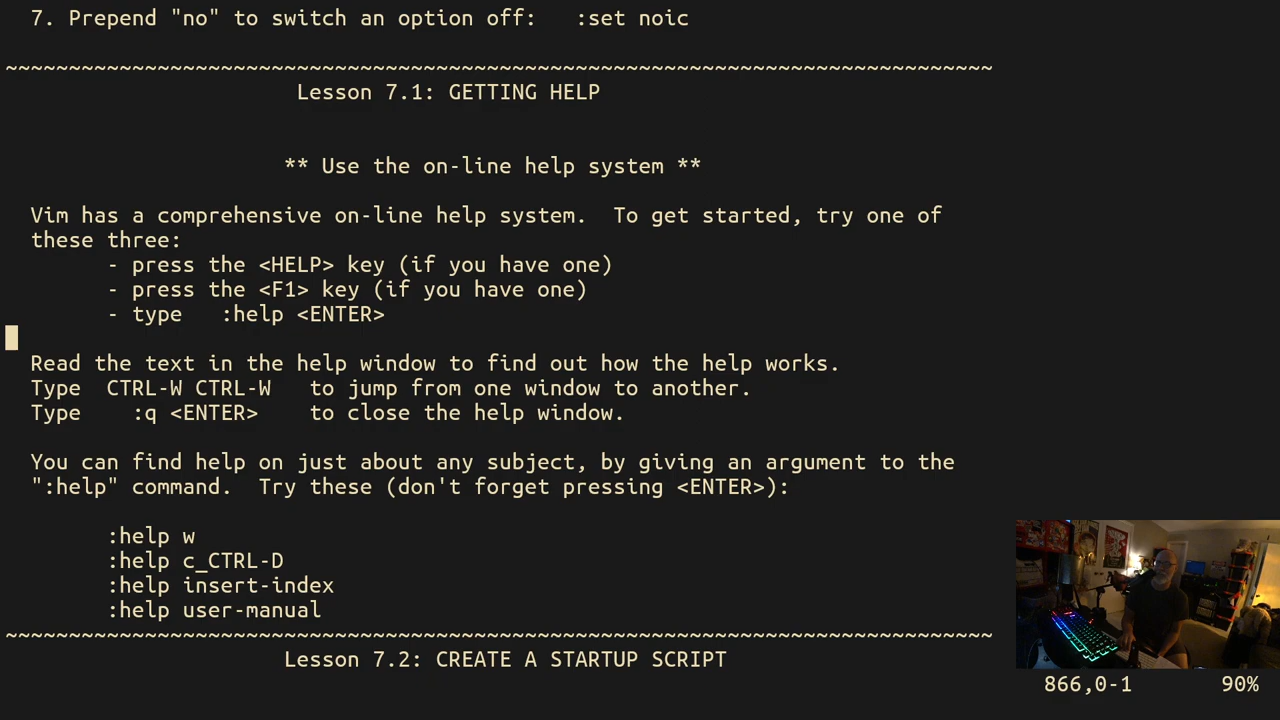 7. Prepend "no" to switch an option off:   :set noic
~~~~~~~~~~~~~~~~~~~~~~~~~~~~~~~~~~~~~~~~~~~~~~~~~~~~~~~~~~~~~~~~~~~~~~~~~~~~~~
Lesson 7.1: GETTING HELP
** Use the on-line help system **
Vim has a comprehensive on-line help system.  To get started, try one of
these three:
- press the <HELP> key (if you have one)
- press the <F1> key (if you have one)
- type   :help <ENTER>
Read the text in the help window to find out how the help works.
Type  CTRL-W CTRL-W   to jump from one window to another.
Type    :q <ENTER>    to close the help window.
You can find help on just about any subject, by giving an argument to the
":help" command.  Try these (don't forget pressing <ENTER>):
:help w
:help c_CTRL-D
:help insert-index
:help user-manual
~~~~~~~~~~~~~~~~~~~~~~~~~~~~~~~~~~~~~~~~~~~~~~~~~~~~~~~~~~~~~~~~~~~~~~~~~~~~~~
Lesson 7.2: CREATE A STARTUP SCRIPT
866,0-1       90%